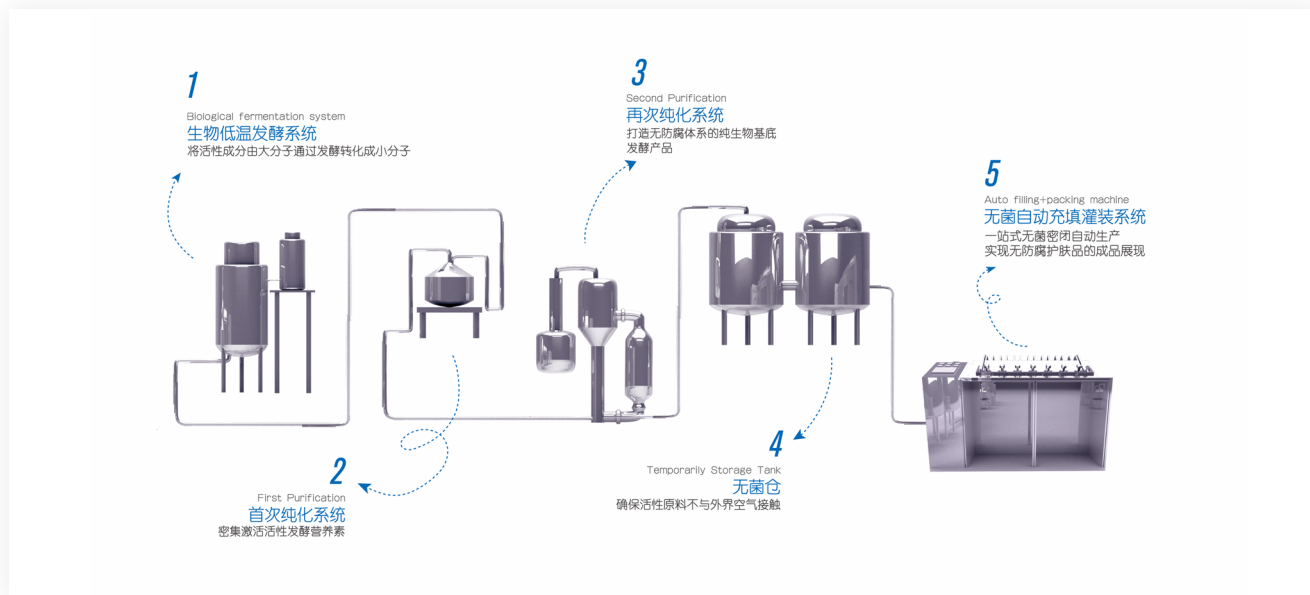 1
Biological fermentation system
生物低温发酵系统
将活性成分由大分子通过发酵转化成小分子
2
First Purification
首次纯化系统
密集激活活性发酵营养素
3
Second Purification
再次纯化系统
打造无防腐体系的纯生物基底
发酵产品
4
Temporarily Storage Tank
无菌仓
确保活性原料不与外界空气接触
5
Auto filling+packing machine
无菌自动充填灌装系统
一站式无菌密闭自动生产
实现无防腐护肤品的成品展现